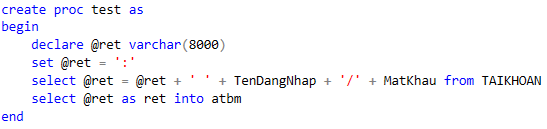 create proc test as
begin
declare @ret varchar(8000)
set @ret = ':'
select @ret = @ret + ' ' + TenDangNhap + '/' + MatKhau from TAIKHOAN
select @ret as ret into atbm
end